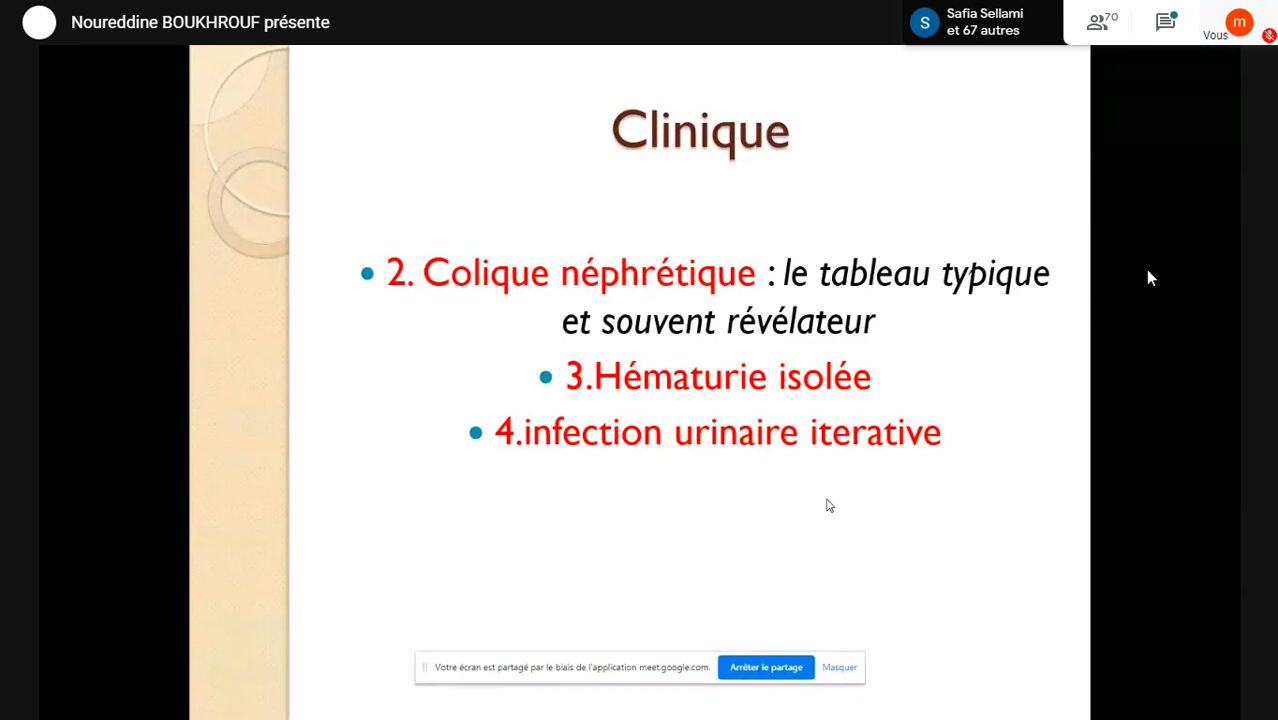 Noureddine BOUKHROUF présente
S
Safia Sellami
et 67 autres
70
m
Vous
Clinique
• 2. Colique néphrétique : le tableau typique
et souvent révélateur
• 3.Hématurie isolée
• 4.infection urinaire iterative
Votre écran est partagé par le biais de l'application meet.google.com.
Arrêter le partage
Masquer